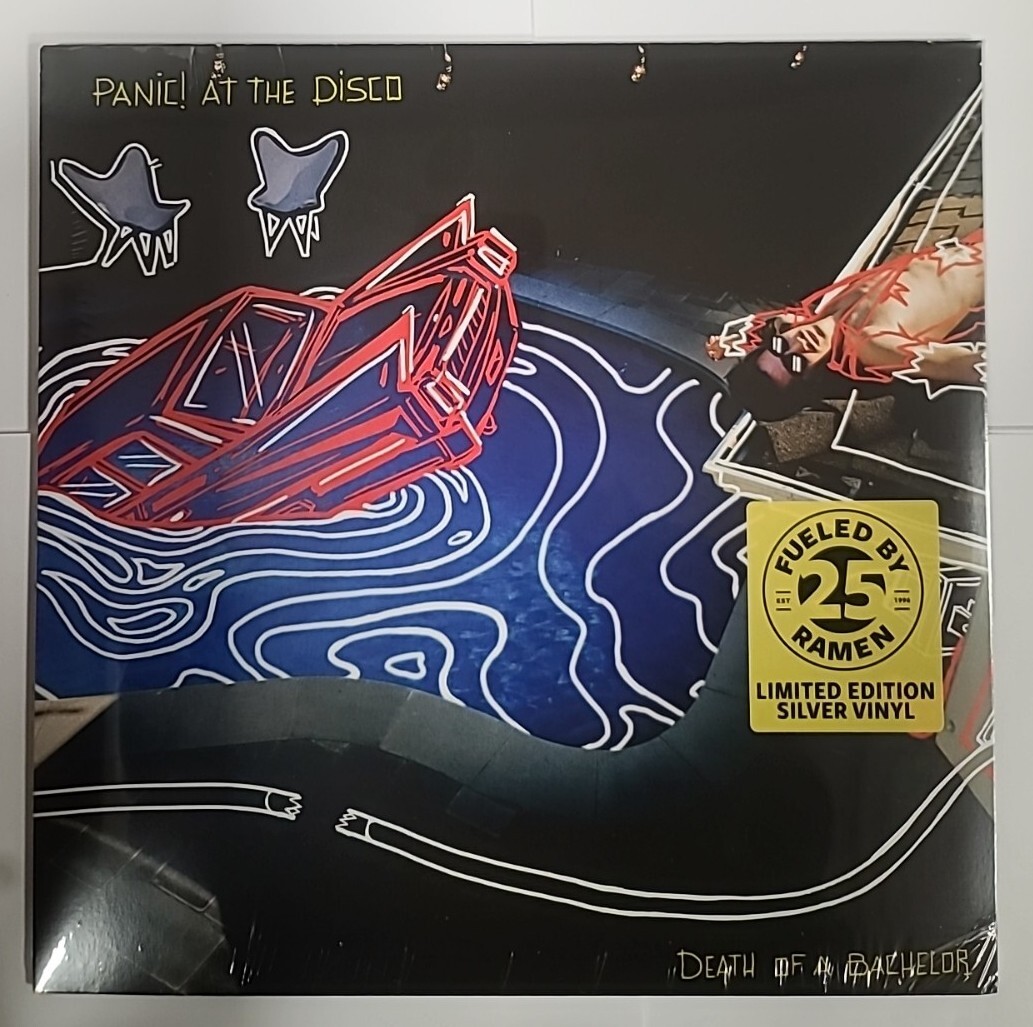 PANIC! AT THE DISCO
FUELED BY
EST 25 1996
RAMEN
LIMITED EDITION
SILVER VINYL
DEATH OF A BACHELOR